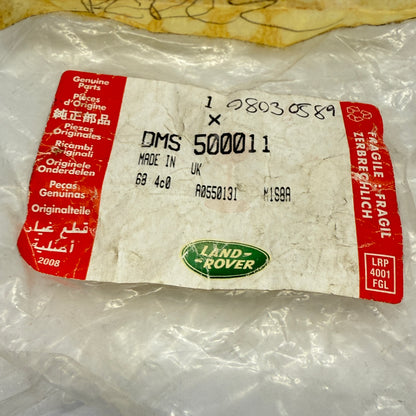 Genuine
Parts
Pièces
d'Origine
純正部品
Piezas
Originales
Ricambi
Originali
Originele
Onderdelen
Peças
Genuinas
Originalteile
قطع غيار
أصلية
2008
1
X
08030589
DMS 500011
MADE IN UK
68 4c0 A0550131 M198A
LAND-
-ROVER
FRAGILE - FRAGIL
ZERBRECHLICH
LRP
4001
FGL